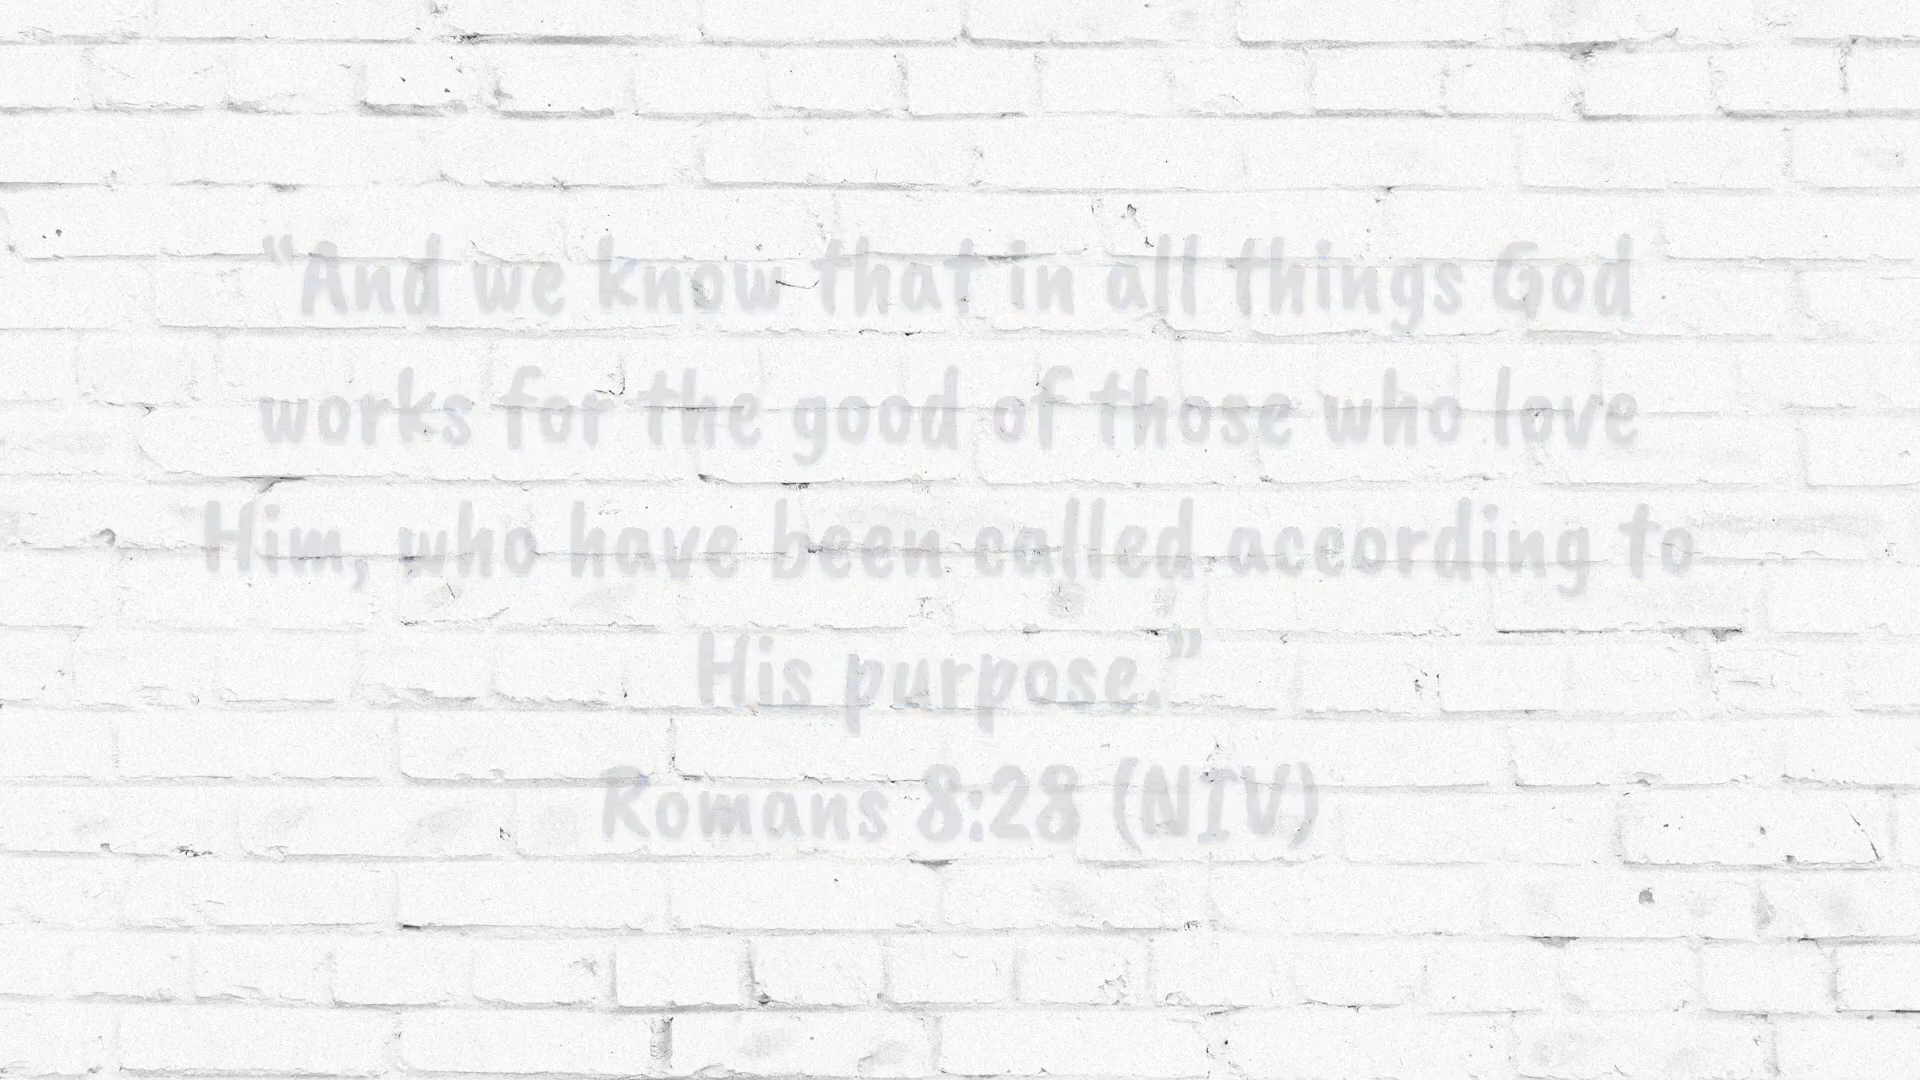 “And we know that in all things God
works for the good of those who love
Him, who have been called according to
His purpose.”
Romans 8:28 (NIV)